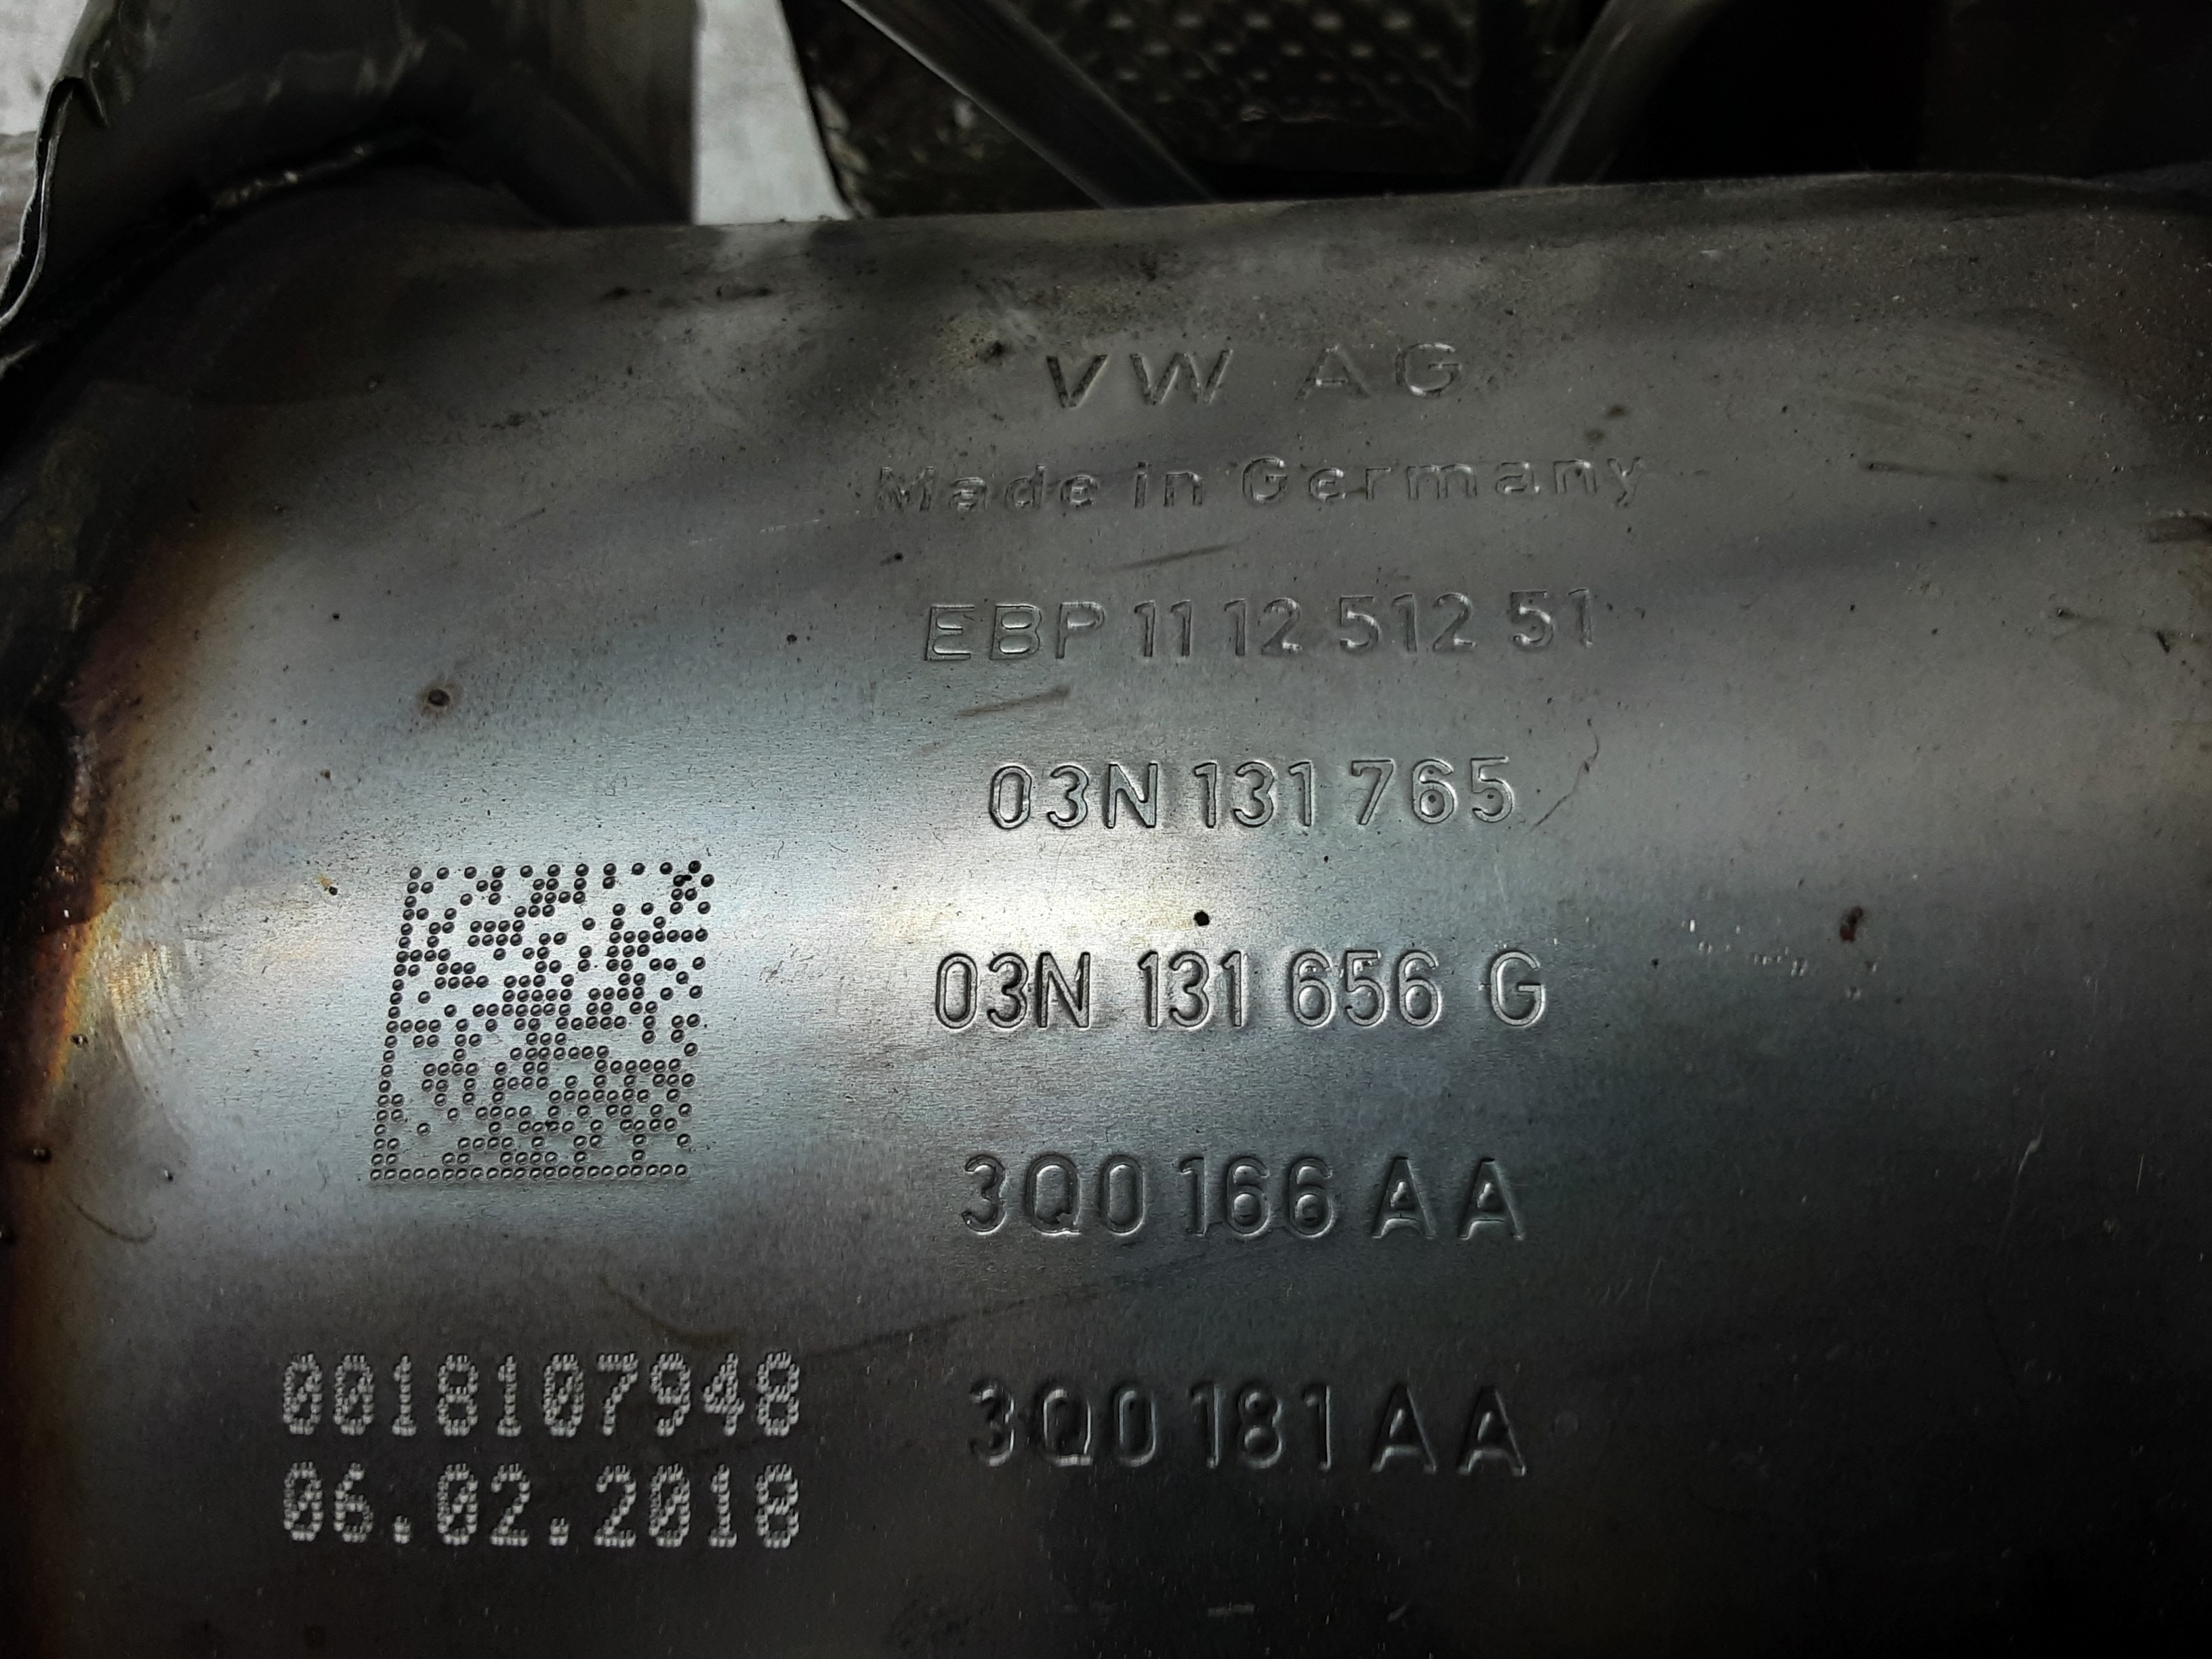 VW AG
Made in Germany
EBP 11 12 512 51
03N 131 765
03N 131 656 G
3Q0 166 AA
3Q0 181 AA
0018107948
06.02.2018